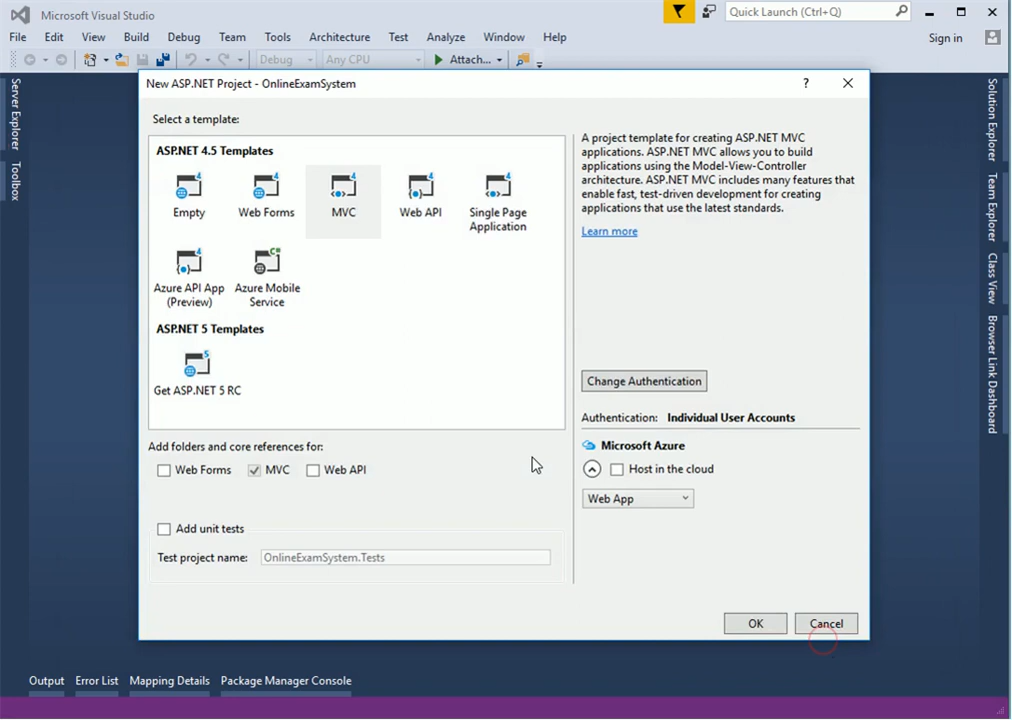 Microsoft Visual Studio
Quick Launch (Ctrl+Q)
File Edit View Build Debug Team Tools Architecture Test Analyze Window Help
Sign in
Debug Any CPU Attach...
Server Explorer
Toolbox
New ASP.NET Project - OnlineExamSystem
?
Select a template:
ASP.NET 4.5 Templates
Empty
Web Forms
MVC
Web API
Single Page
Application
Azure API App
(Preview)
Azure Mobile
Service
ASP.NET 5 Templates
Get ASP.NET 5 RC
Add folders and core references for:
Web Forms MVC Web API
Add unit tests
Test project name: OnlineExamSystem.Tests
A project template for creating ASP.NET MVC
applications. ASP.NET MVC allows you to build
applications using the Model-View-Controller
architecture. ASP.NET MVC includes many features that
enable fast, test-driven development for creating
applications that use the latest standards.
Learn more
Change Authentication
Authentication: Individual User Accounts
Microsoft Azure
Host in the cloud
Web App
OK Cancel
Solution Explorer
Team Explorer
Class View
Browser Link Dashboard
Output Error List Mapping Details Package Manager Console